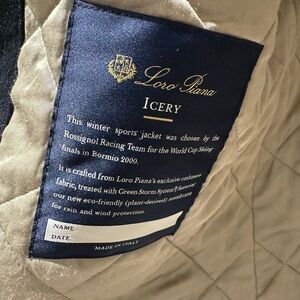 Loro Piana
ICERY
This winter sports jacket was chosen by the
Rossignol Racing Team for the World Cup Skiing
finals in Bormio 2000.
It is crafted from Loro Piana's exclusive cashmere
fabric, treated with Green Storm System® featuring
our new eco-friendly (plant-derived) membrane
for rain and wind protection.
NAME
DATE
MADE IN ITALY